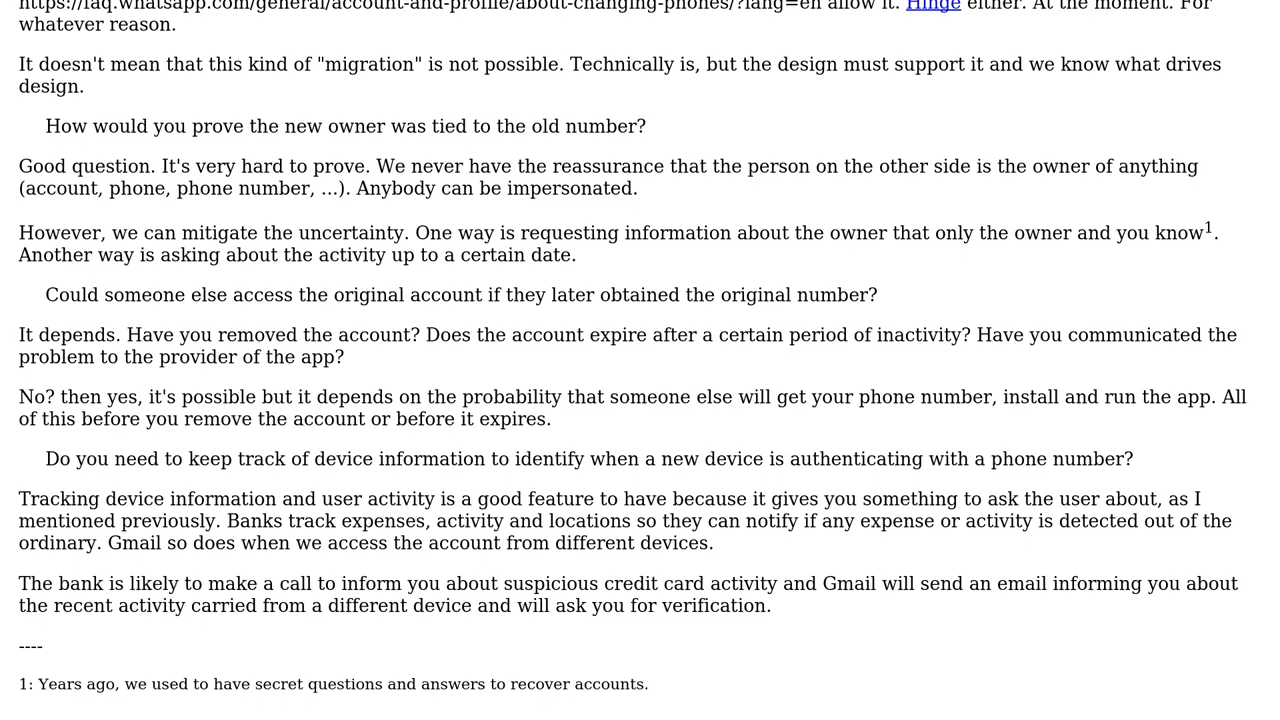 https://faq.whatsapp.com/general/account-and-profile/about-changing-phones/?lang=en allow it. Hinge either. At the moment. For
whatever reason.
It doesn't mean that this kind of "migration" is not possible. Technically is, but the design must support it and we know what drives
design.
How would you prove the new owner was tied to the old number?
Good question. It's very hard to prove. We never have the reassurance that the person on the other side is the owner of anything
(account, phone, phone number, ...). Anybody can be impersonated.
However, we can mitigate the uncertainty. One way is requesting information about the owner that only the owner and you know1.
Another way is asking about the activity up to a certain date.
Could someone else access the original account if they later obtained the original number?
It depends. Have you removed the account? Does the account expire after a certain period of inactivity? Have you communicated the
problem to the provider of the app?
No? then yes, it's possible but it depends on the probability that someone else will get your phone number, install and run the app. All
of this before you remove the account or before it expires.
Do you need to keep track of device information to identify when a new device is authenticating with a phone number?
Tracking device information and user activity is a good feature to have because it gives you something to ask the user about, as I
mentioned previously. Banks track expenses, activity and locations so they can notify if any expense or activity is detected out of the
ordinary. Gmail so does when we access the account from different devices.
The bank is likely to make a call to inform you about suspicious credit card activity and Gmail will send an email informing you about
the recent activity carried from a different device and will ask you for verification.
----
1: Years ago, we used to have secret questions and answers to recover accounts.